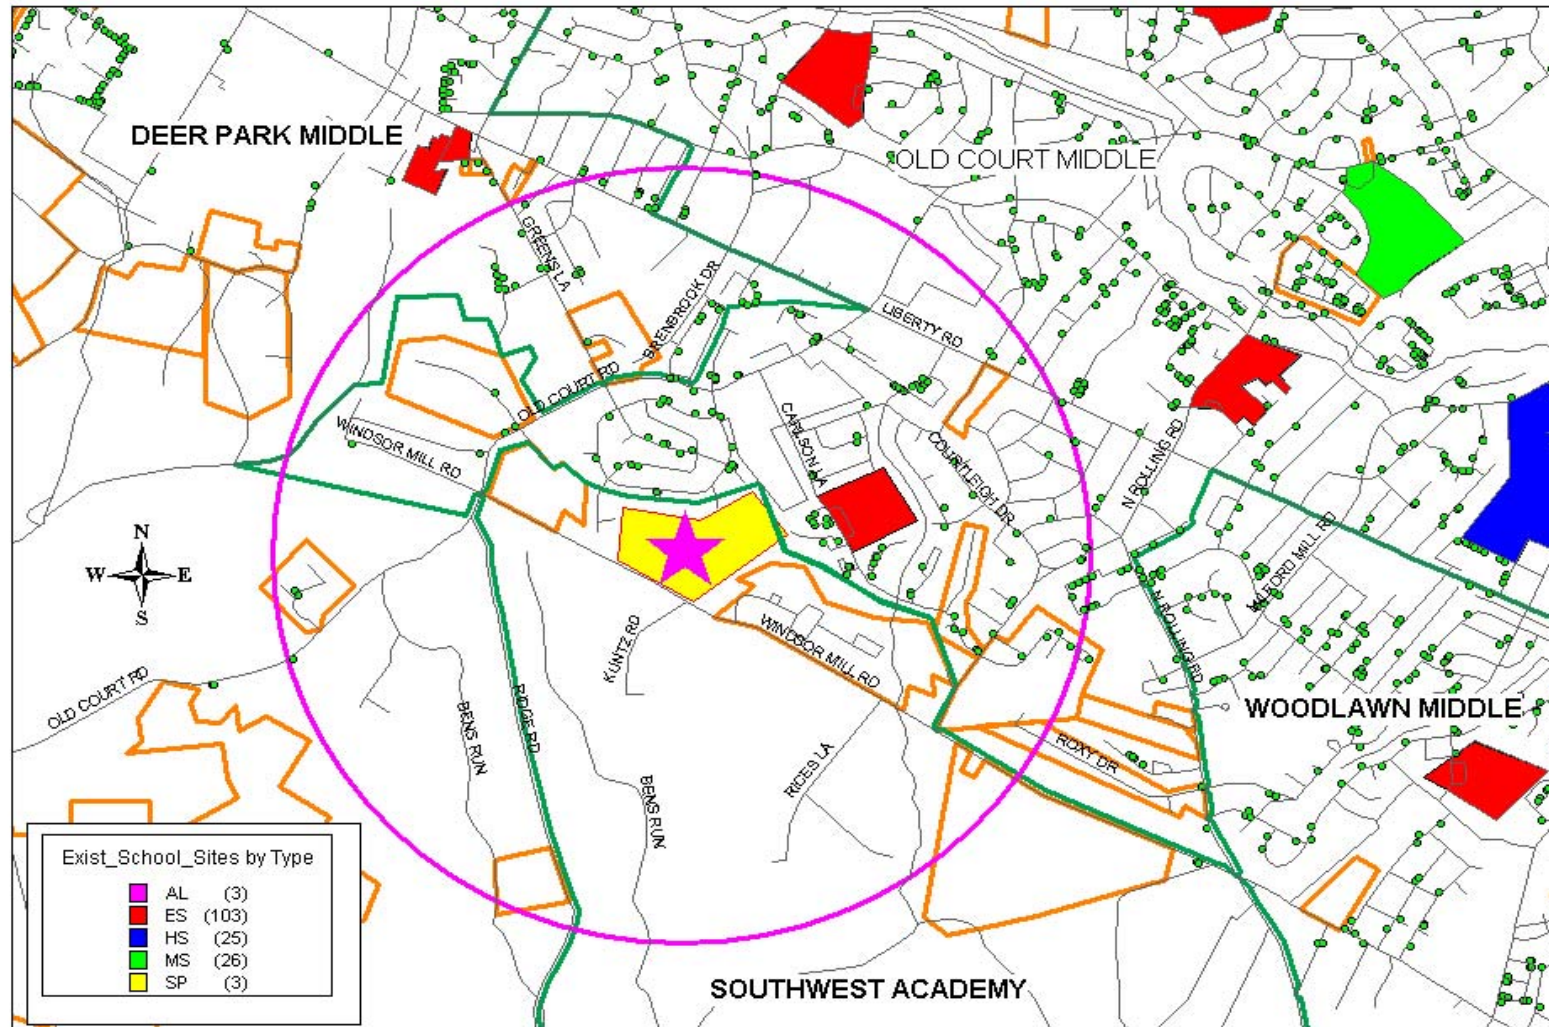 DEER PARK MIDDLE
OLD COURT MIDDLE
GREENS LA
BRENBROOK DR
LIBERTY RD
OLD COURT RD
WINDSOR MILL RD
CARLSON LA
COURTLEIGH DR
N ROLLING RD
MILFORD MILL RD
N
W E
S
KUNTZ RD
WINDSOR MILL RD
N ROLLING RD
OLD COURT RD
BENS RUN
RIDGE RD
WOODLAWN MIDDLE
ROXY DR
RICES LA
BENS RUN
Exist_School_Sites by Type
AL (3)
ES (103)
HS (25)
MS (26)
SP (3)
SOUTHWEST ACADEMY